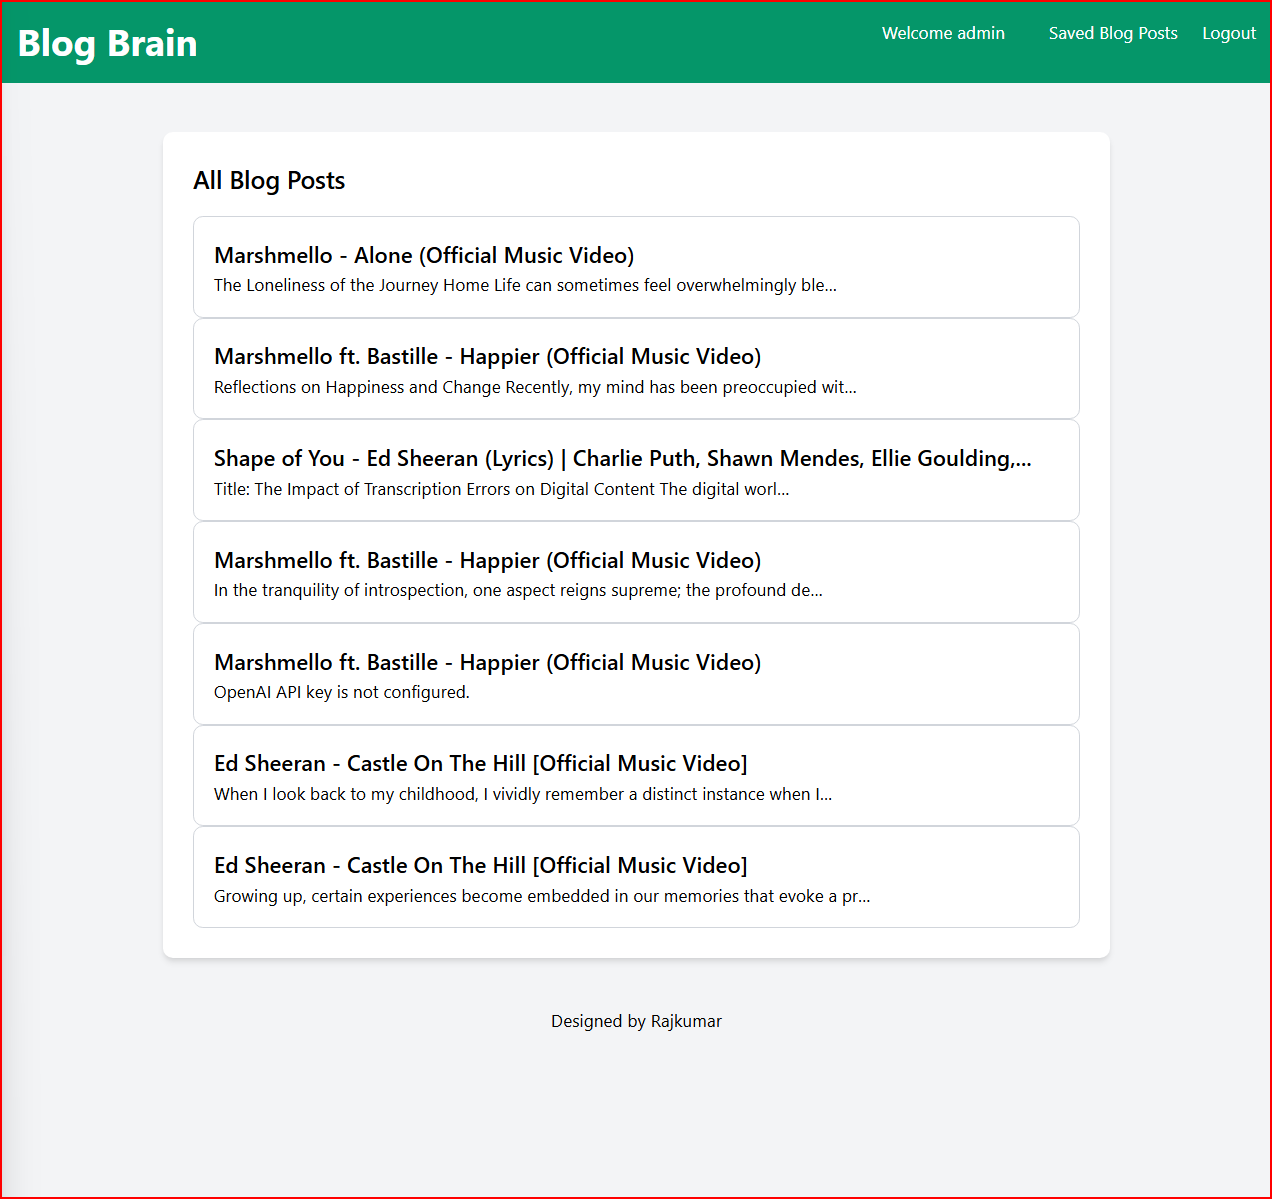 Blog Brain
Welcome admin
Saved Blog Posts
Logout
All Blog Posts
Marshmello - Alone (Official Music Video)
The Loneliness of the Journey Home Life can sometimes feel overwhelmingly ble...
Marshmello ft. Bastille - Happier (Official Music Video)
Reflections on Happiness and Change Recently, my mind has been preoccupied wit...
Shape of You - Ed Sheeran (Lyrics) | Charlie Puth, Shawn Mendes, Ellie Goulding,...
Title: The Impact of Transcription Errors on Digital Content The digital worl...
Marshmello ft. Bastille - Happier (Official Music Video)
In the tranquility of introspection, one aspect reigns supreme; the profound de...
Marshmello ft. Bastille - Happier (Official Music Video)
OpenAI API key is not configured.
Ed Sheeran - Castle On The Hill [Official Music Video]
When I look back to my childhood, I vividly remember a distinct instance when I...
Ed Sheeran - Castle On The Hill [Official Music Video]
Growing up, certain experiences become embedded in our memories that evoke a pr...
Designed by Rajkumar